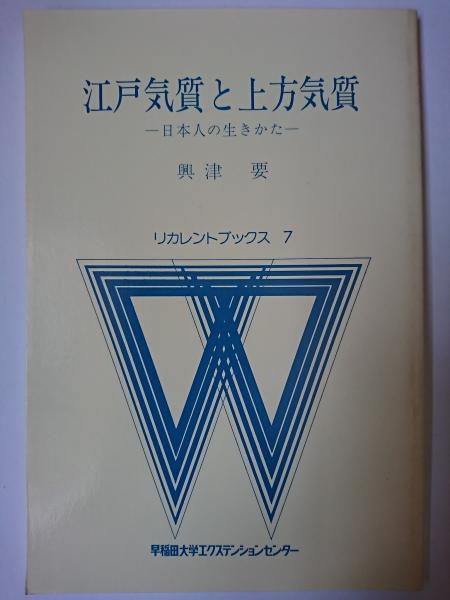 江戸気質と上方気質
―日本人の生きかた―
興津 要
リカレントブックス 7
早稲田大学エクステンションセンター